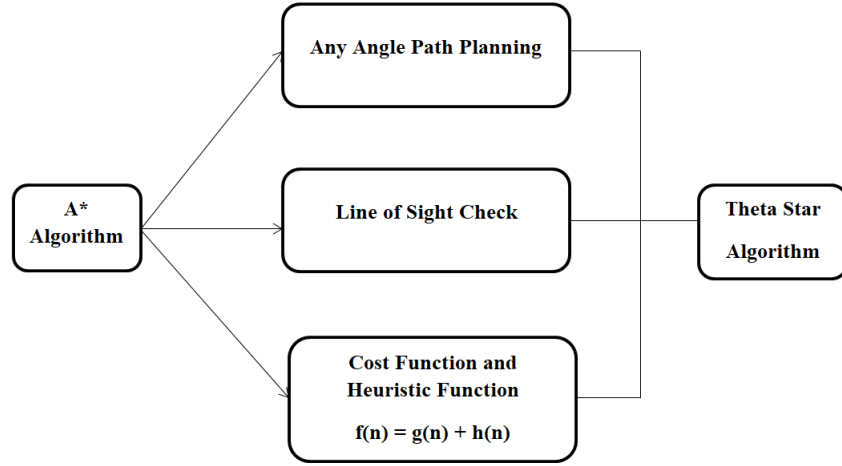 Any Angle Path Planning
A*
Algorithm
Line of Sight Check
Theta Star
Algorithm
Cost Function and
Heuristic Function
f(n) = g(n) + h(n)